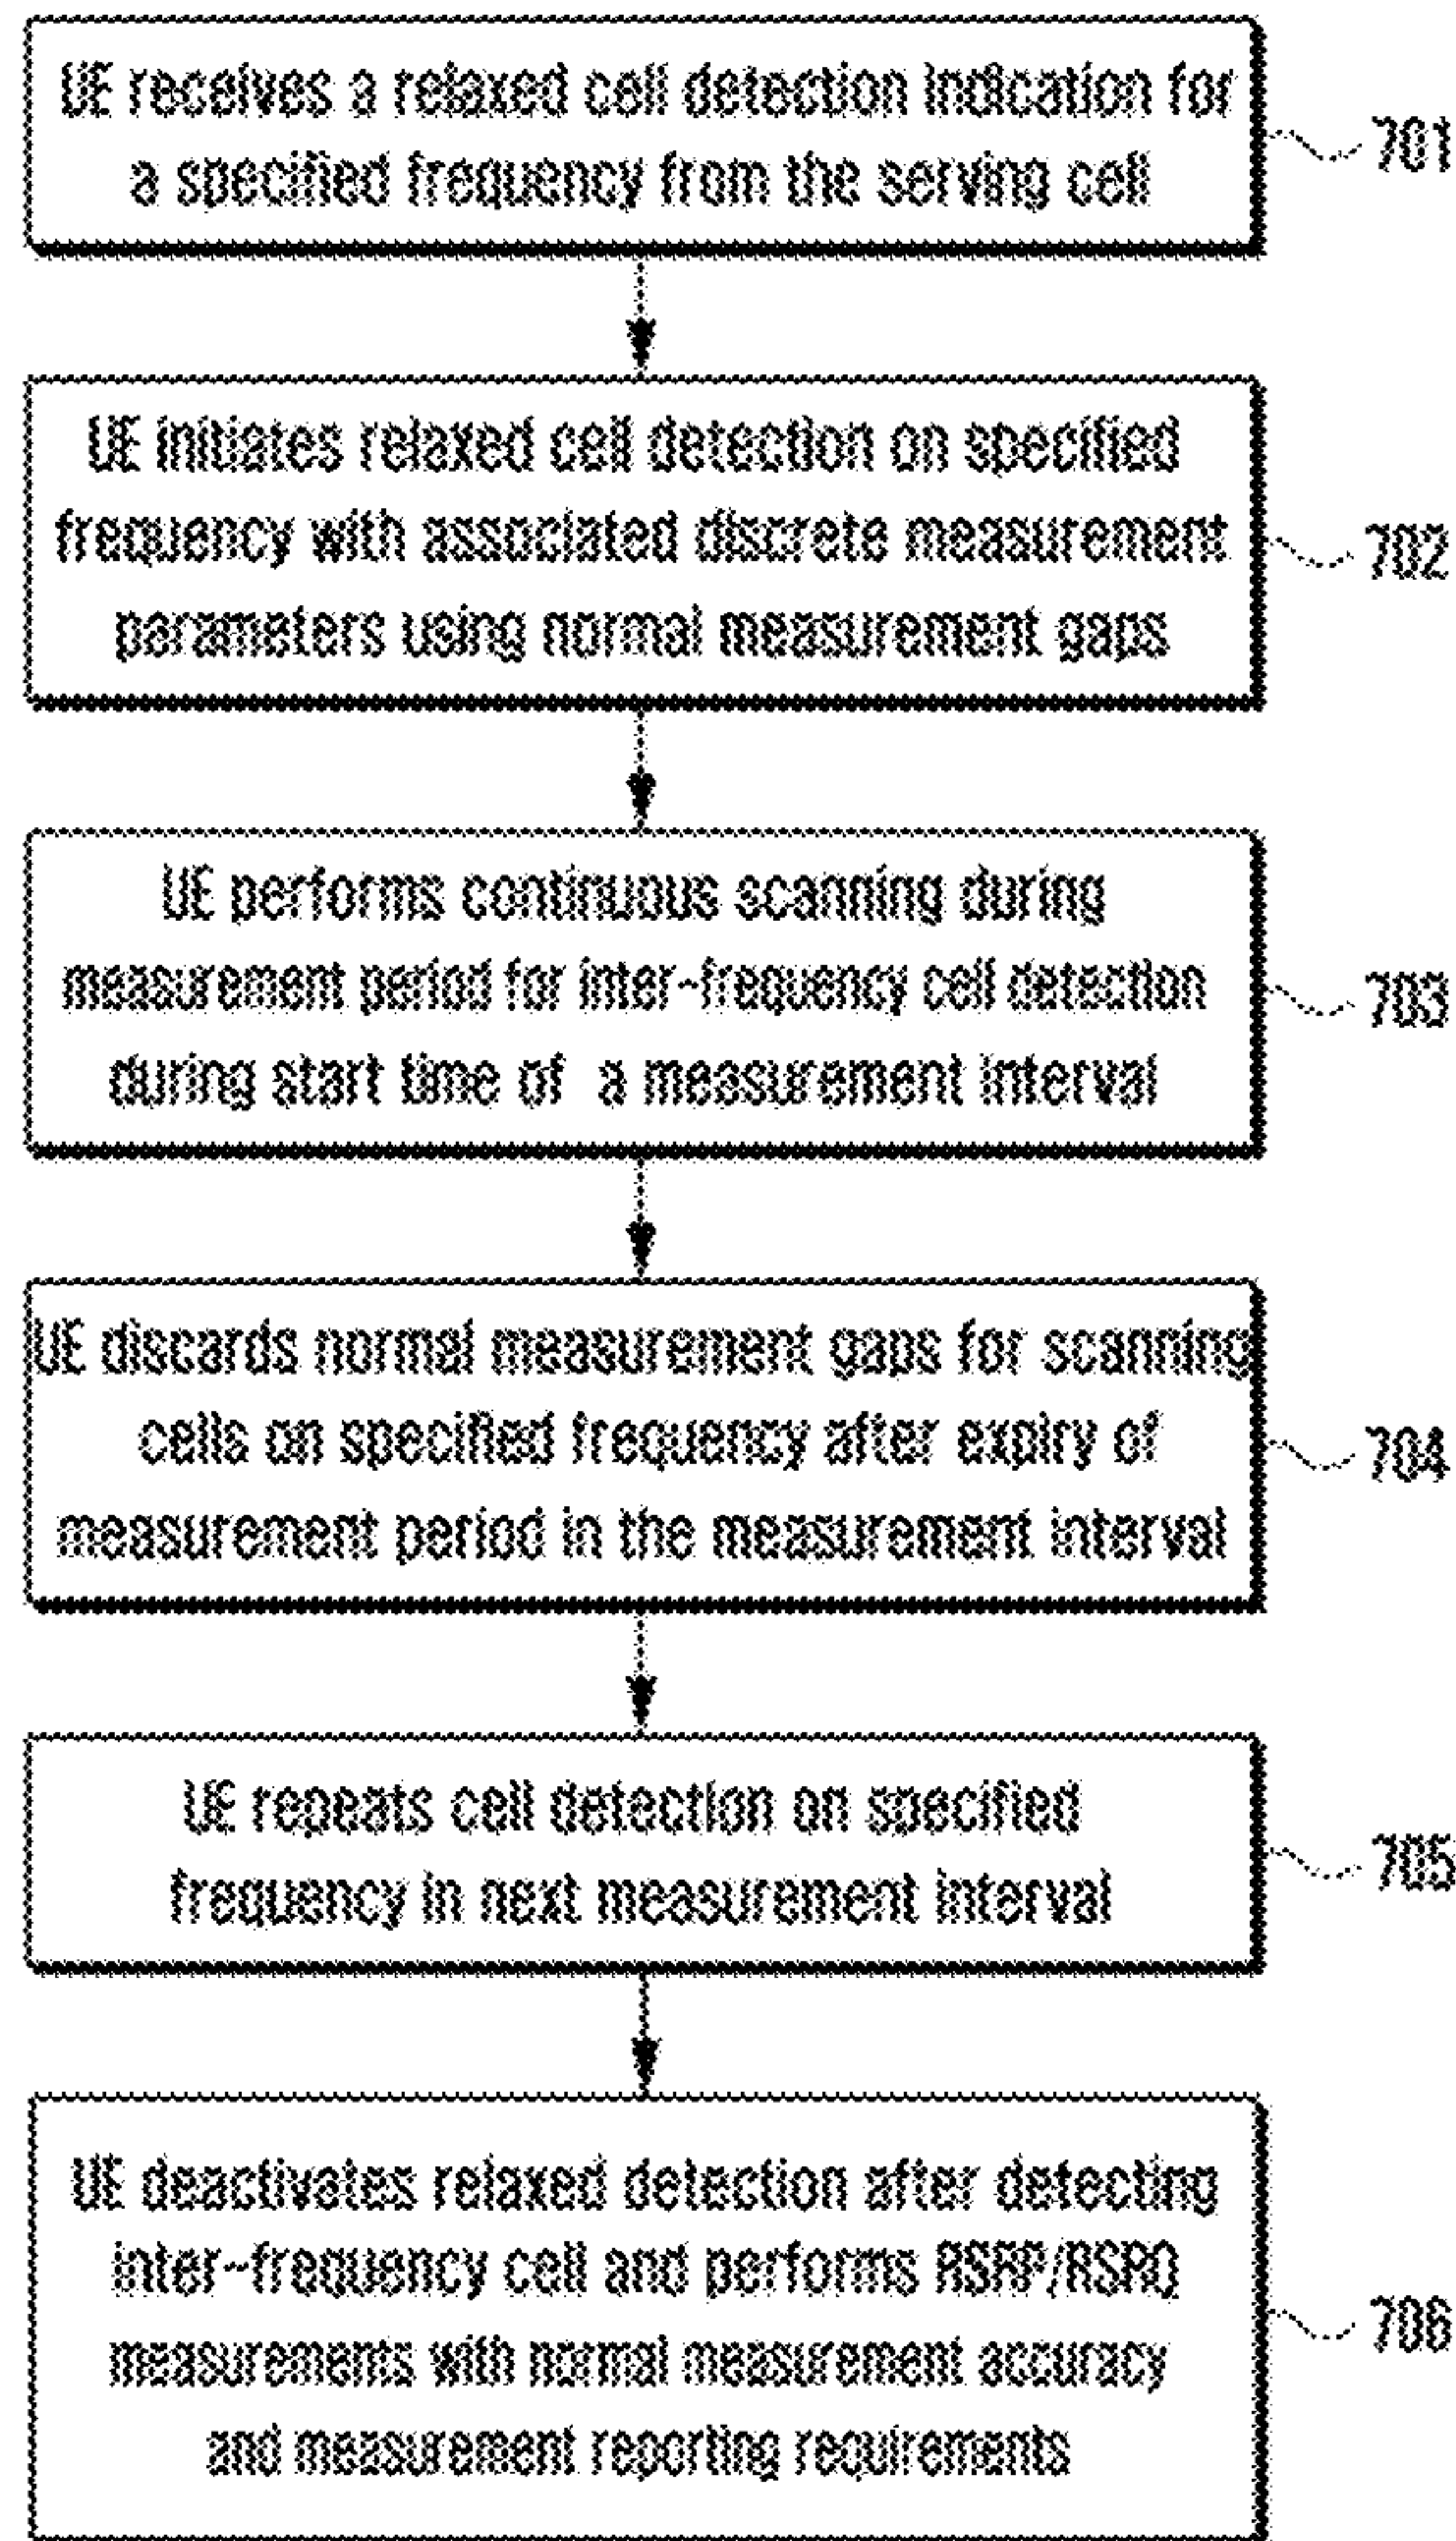 UE receives a relaxed cell detection indication for
a specified frequency from the serving cell
701
UE initiates relaxed cell detection on specified
frequency with associated discrete measurement
parameters using normal measurement gaps
702
UE performs continuous scanning during
measurement period for inter-frequency cell detection
during start time of a measurement interval
703
UE discards normal measurement gaps for scanning
cells on specified frequency after expiry of
measurement period in the measurement interval
704
UE repeats cell detection on specified
frequency in next measurement interval
705
UE deactivates relaxed detection after detecting
inter-frequency cell and performs RSRP/RSRQ
measurements with normal measurement accuracy
and measurement reporting requirements
706